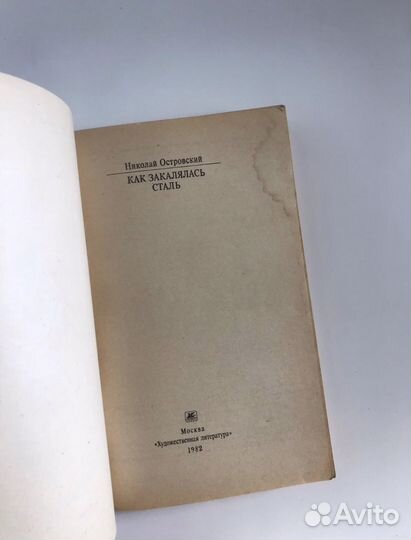 Николай Островский
КАК ЗАКАЛЯЛАСЬ
СТАЛЬ
Москва
«Художественная литература»
1982
Avito